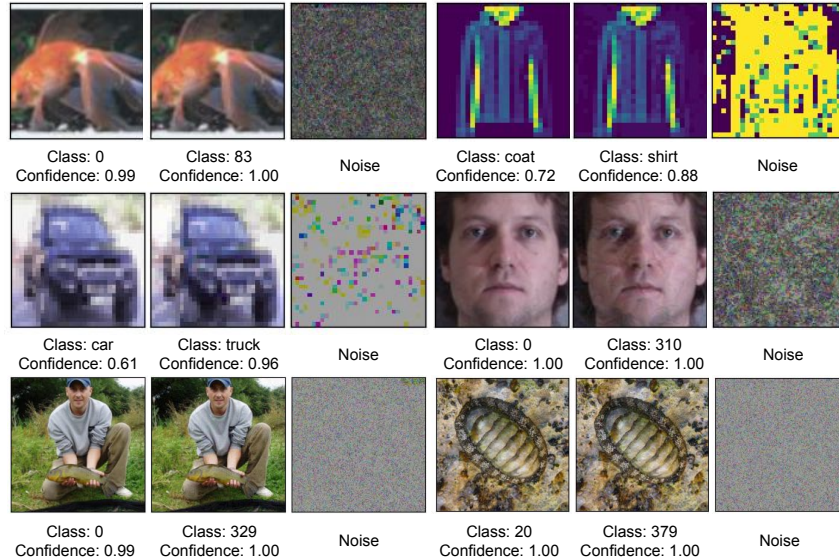 Class: 0
Confidence: 0.99
Class: 83
Confidence: 1.00
Noise
Class: coat
Confidence: 0.72
Class: shirt
Confidence: 0.88
Noise
Class: car
Confidence: 0.61
Class: truck
Confidence: 0.96
Noise
Class: 0
Confidence: 1.00
Class: 310
Confidence: 1.00
Noise
Class: 0
Confidence: 0.99
Class: 329
Confidence: 1.00
Noise
Class: 20
Confidence: 1.00
Class: 379
Confidence: 1.00
Noise